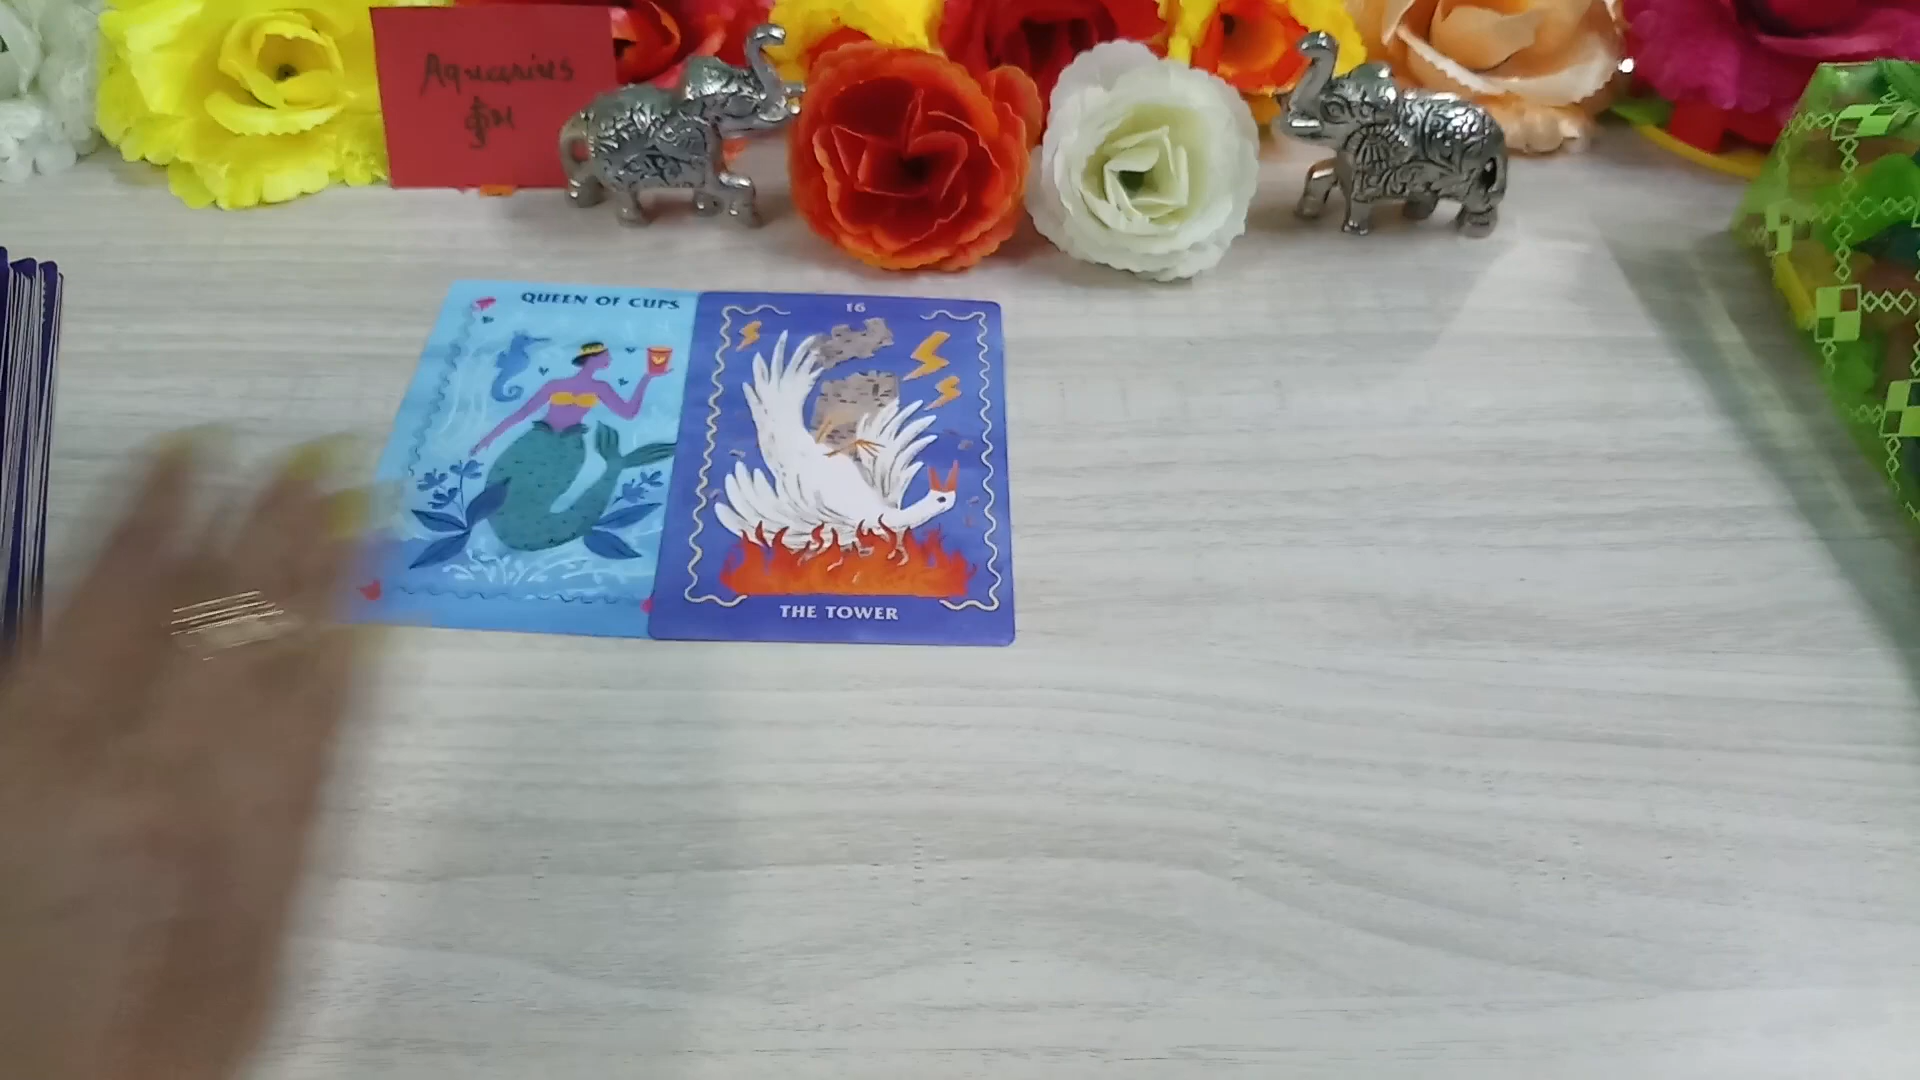 Aquarius
कुंभ
QUEEN OF CUPS
16
THE TOWER